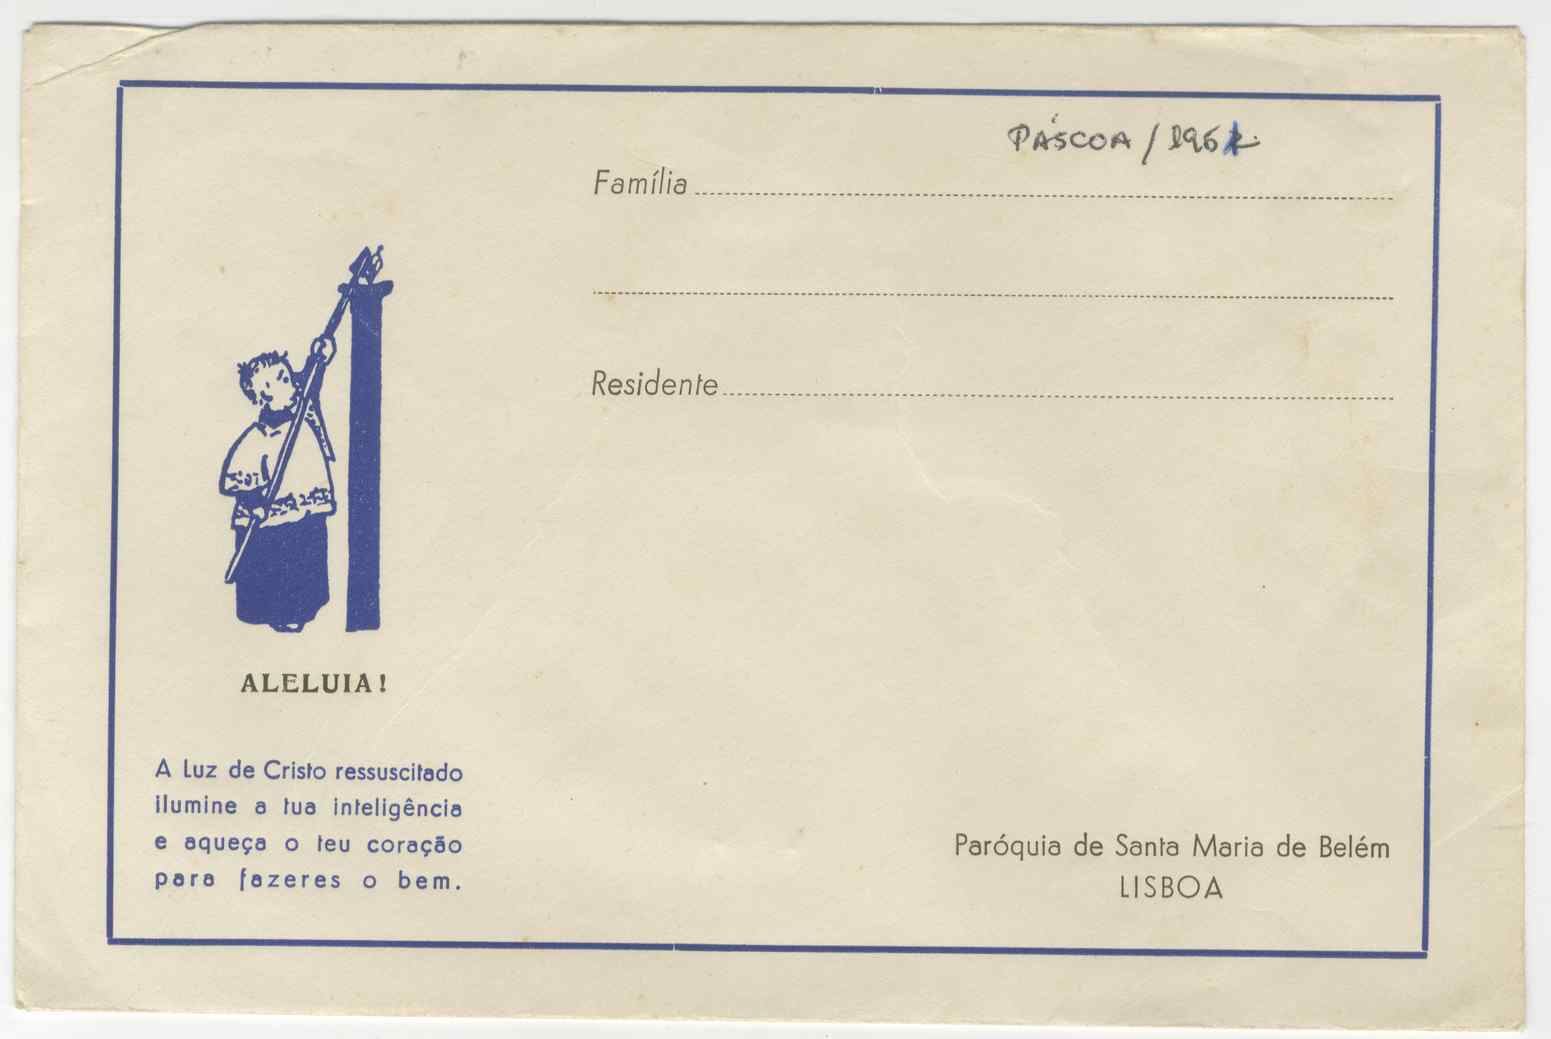 PÁSCOA / 196
Família
Residente
ALELUIA!
A Luz de Cristo ressuscitado
ilumine a tua inteligência
e aqueça o teu coração
para fazeres o bem.
Paróquia de Santa Maria de Belém
LISBOA